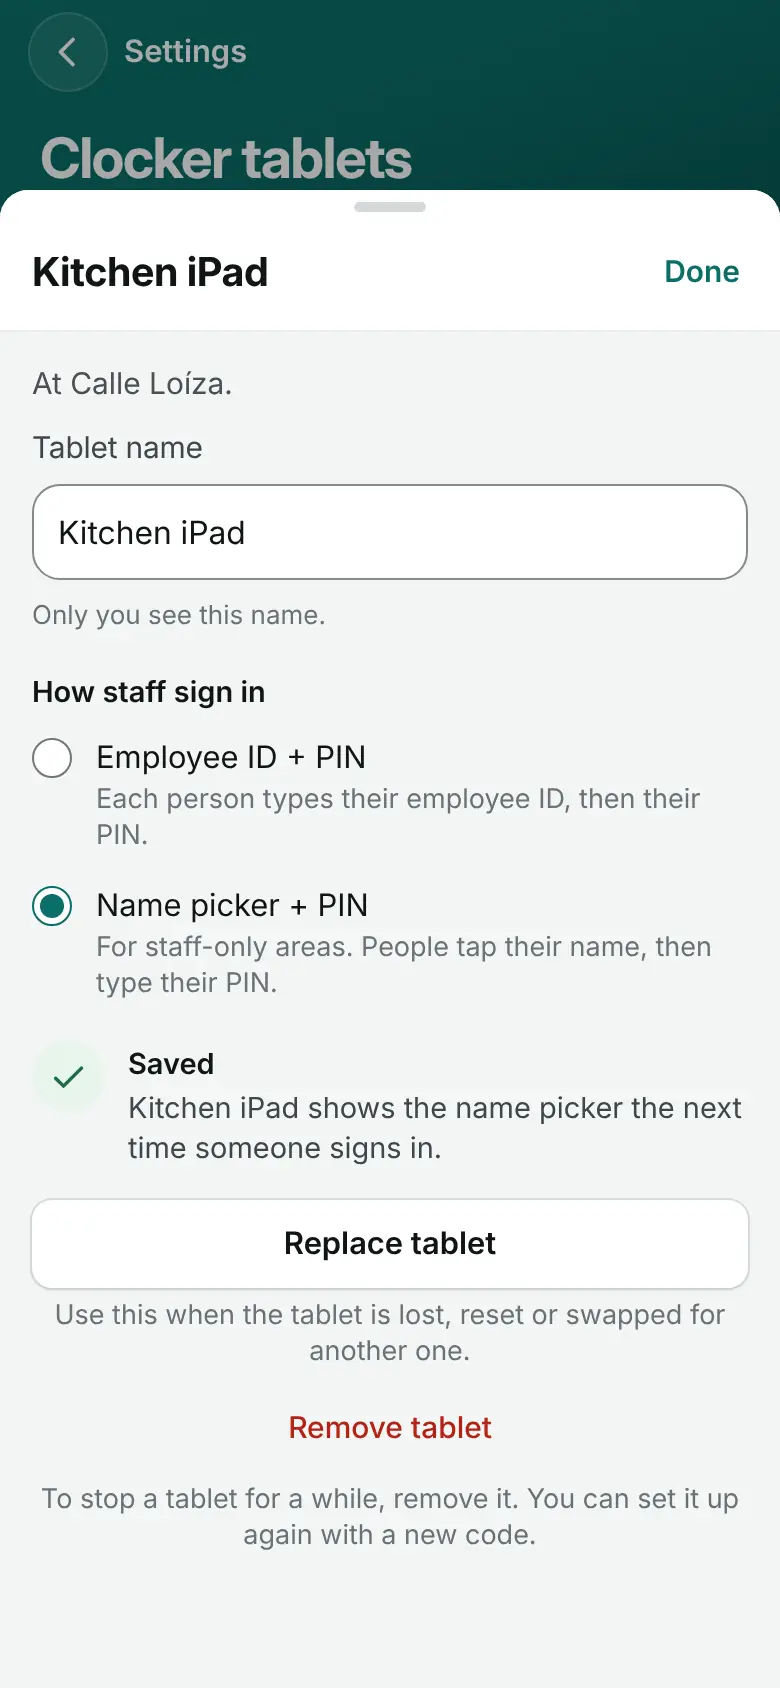 Settings
Clocker tablets
Kitchen iPad
Done
At Calle Loíza.
Tablet name
Kitchen iPad
Only you see this name.
How staff sign in
Employee ID + PIN
Each person types their employee ID, then their
PIN.
Name picker + PIN
For staff-only areas. People tap their name, then
type their PIN.
Saved
Kitchen iPad shows the name picker the next
time someone signs in.
Replace tablet
Use this when the tablet is lost, reset or swapped for
another one.
Remove tablet
To stop a tablet for a while, remove it. You can set it up
again with a new code.